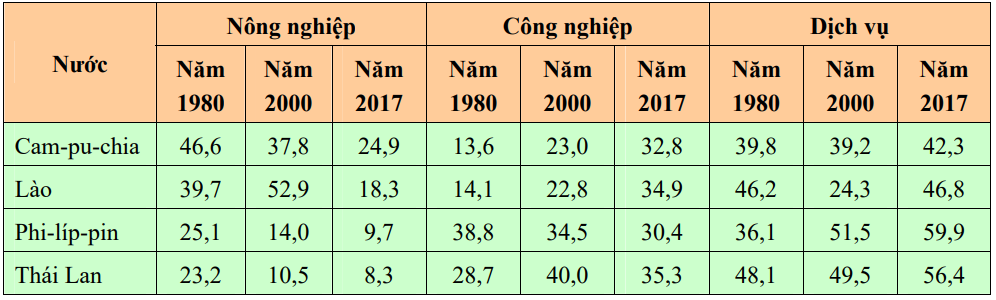 Nước Nông nghiệp Công nghiệp Dịch vụ
Năm 1980 Năm 2000 Năm 2017 Năm 1980 Năm 2000 Năm 2017 Năm 1980 Năm 2000 Năm 2017
Cam-pu-chia 46,6 37,8 24,9 13,6 23,0 32,8 39,8 39,2 42,3
Lào 39,7 52,9 18,3 14,1 22,8 34,9 46,2 24,3 46,8
Phi-líp-pin 25,1 14,0 9,7 38,8 34,5 30,4 36,1 51,5 59,9
Thái Lan 23,2 10,5 8,3 28,7 40,0 35,3 48,1 49,5 56,4